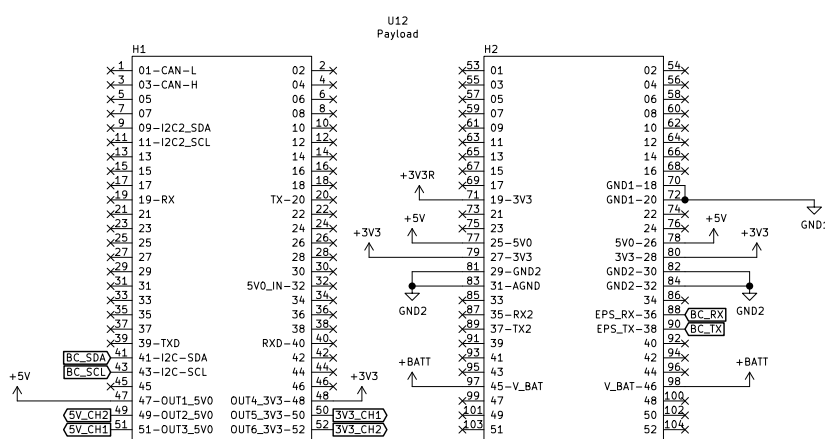 U12
Payload
H1
H2
1 01-CAN-L 02 2 53 01 02 54
3 03-CAN-H 04 4 55 03 04 56
5 05 06 6 57 05 06 58
7 07 08 8 59 07 08 60
9 09-I2C2_SDA 10 10 61 09 10 62
11 11-I2C2_SCL 12 12 63 11 12 64
13 13 14 14 65 13 14 66
15 15 16 16 67 15 16 68
17 17 18 18 69 17 GND1-18 70
19 19-RX TX-20 20 +3V3R 71 19-3V3 GND1-20 72 GND1
21 21 22 22 73 21 22 74
23 23 24 24 75 23 24 76
25 25 26 26 +5V 77 25-5V0 5V0-26 78 +5V
27 27 28 28 +3V3 79 27-3V3 3V3-28 80 +3V3
29 29 30 30 81 29-GND2 GND2-30 82
31 31 5V0_IN-32 32 GND2 83 31-AGND GND2-32 84 GND2
33 33 34 34 85 33 34 86
35 35 36 36 87 35-RX2 EPS_RX-36 88 BC_RX
37 37 38 38 89 37-TX2 EPS_TX-38 90 BC_TX
39 39-TXD RXD-40 40 91 39 40 92
BC_SDA 41 41-I2C-SDA 42 42 93 41 42 94
BC_SCL 43 43-I2C-SCL 44 44 95 43 44 96
45 45 46 46 +BATT 97 45-V_BAT V_BAT-46 98 +BATT
+5V 47 47-OUT1_5V0 OUT4_3V3-48 48 +3V3 99 47 48 100
5V_CH2 49 49-OUT2_5V0 OUT5_3V3-50 50 3V3_CH1 101 49 50 102
5V_CH1 51 51-OUT3_5V0 OUT6_3V3-52 52 3V3_CH2 103 51 52 104